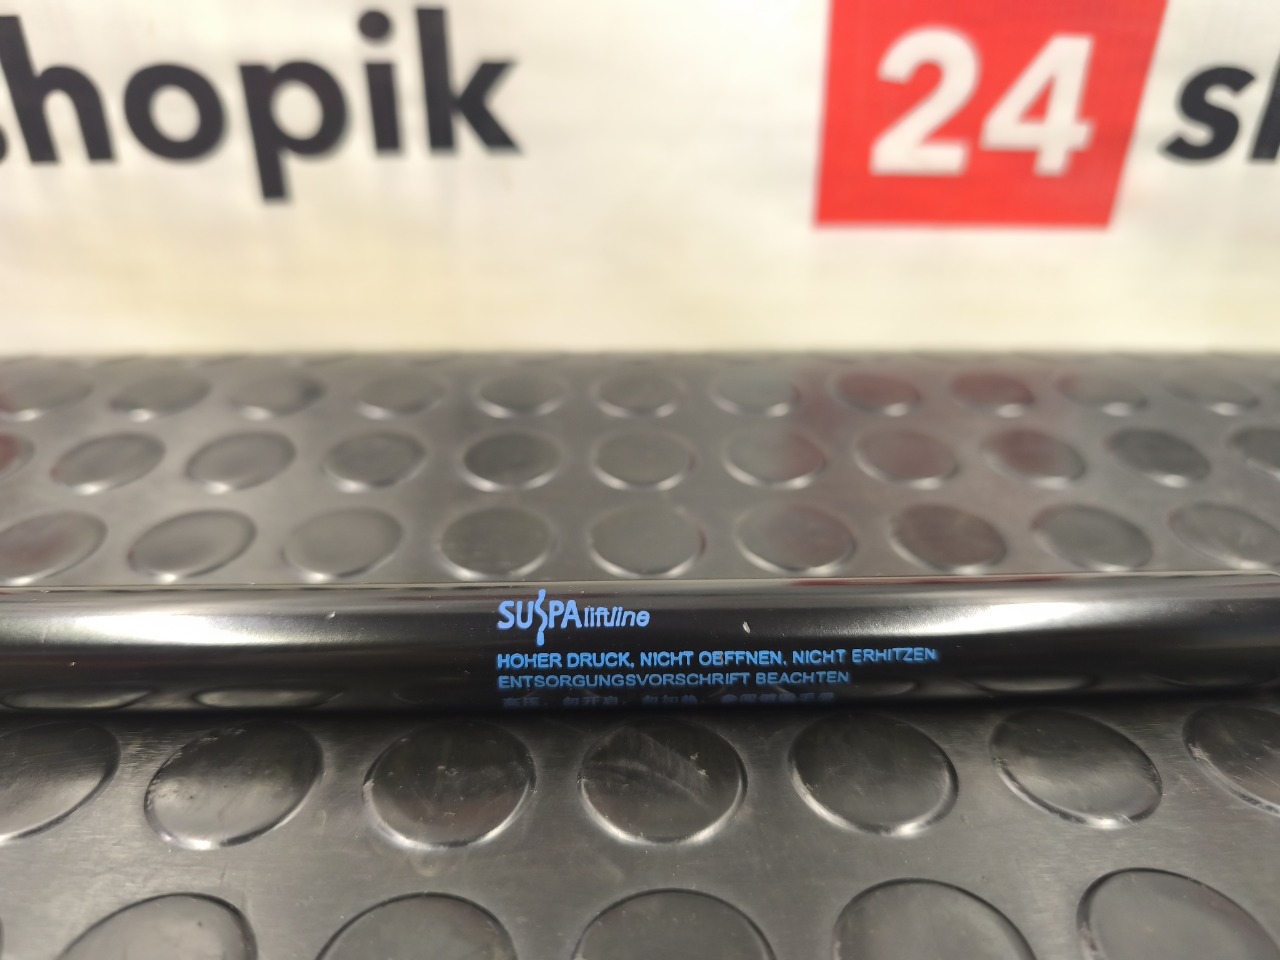 shopik
24 s
SUSPA liftline
HOHER DRUCK, NICHT OEFFNEN, NICHT ERHITZEN
ENTSORGUNGSVORSCHRIFT BEACHTEN